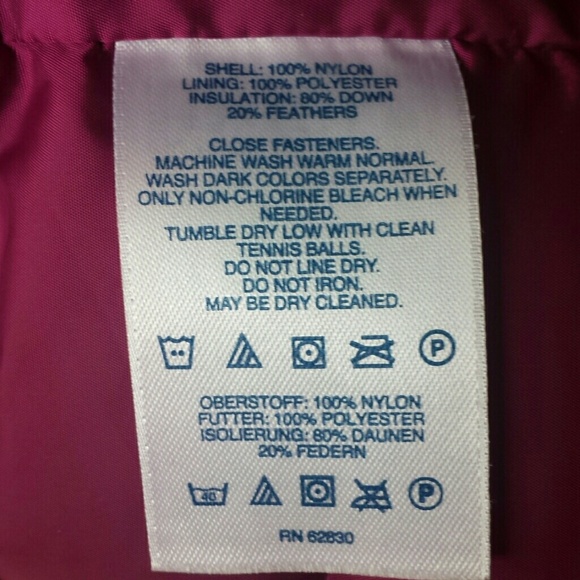 SHELL: 100% NYLON
LINING: 100% POLYESTER
INSULATION: 80% DOWN
20% FEATHERS
CLOSE FASTENERS.
MACHINE WASH WARM NORMAL.
WASH DARK COLORS SEPARATELY.
ONLY NON-CHLORINE BLEACH WHEN
NEEDED.
TUMBLE DRY LOW WITH CLEAN
TENNIS BALLS.
DO NOT LINE DRY.
DO NOT IRON.
MAY BE DRY CLEANED.
P
OBERSTOFF: 100% NYLON
FUTTER: 100% POLYESTER
ISOLIERUNG: 80% DAUNEN
20% FEDERN
40 P
RN 62830